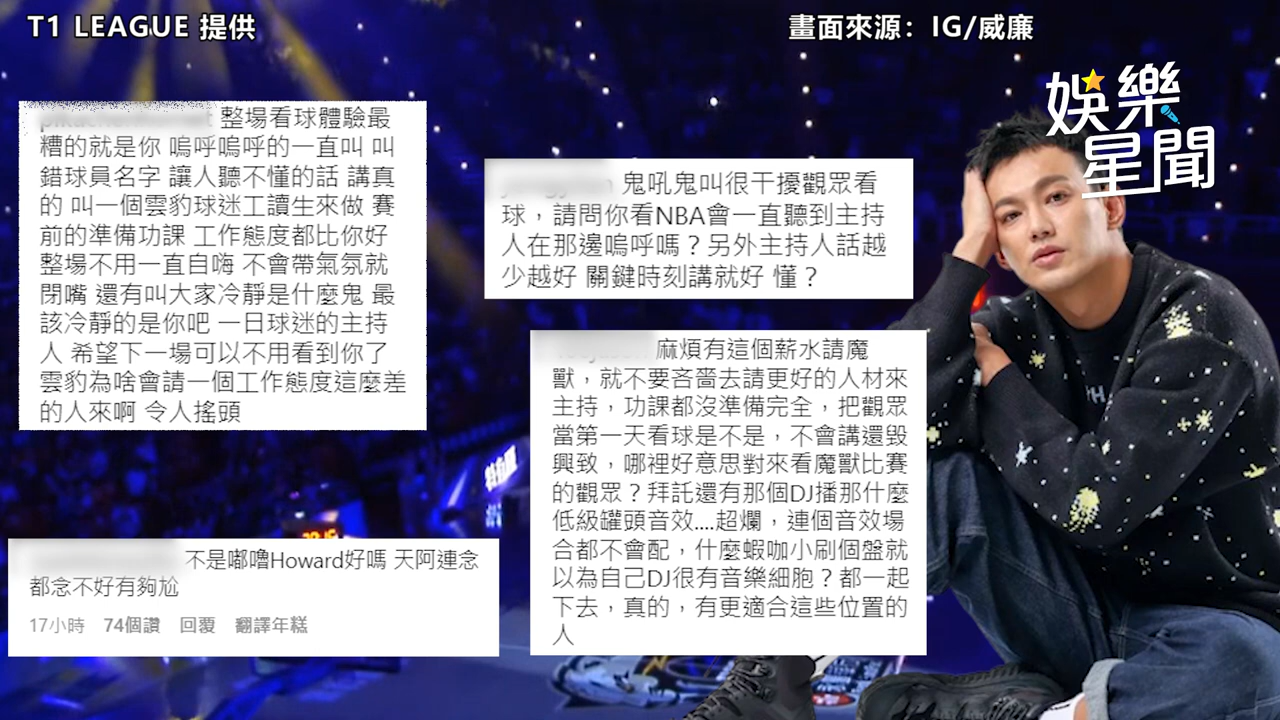 T1 LEAGUE 提供
畫面來源：IG/威廉
娛樂
星聞
整場看球體驗最
糟的就是你 嗚呼嗚呼的一直叫 叫
錯球員名字 讓人聽不懂的話 講真
的 叫一個雲豹球迷工讀生來做 賽
前的準備功課 工作態度都比你好
整場不用一直自嗨 不會帶氣氛就
閉嘴 還有叫大家冷靜是什麼鬼 最
該冷靜的是你吧 一日球迷的主持
人 希望下一場可以不用看到你了
雲豹為啥會請一個工作態度這麼差
的人來啊 令人搖頭
鬼吼鬼叫很干擾觀眾看
球，請問你看NBA會一直聽到主持
人在那邊嗚呼嗎？另外主持人話越
少越好 關鍵時刻講就好 懂？
麻煩有這個薪水請魔
獸，就不要吝嗇去請更好的人材來
主持，功課都沒準備完全，把觀眾
當第一天看球是不是，不會講還毀
興致，哪裡好意思對來看魔獸比賽
的觀眾？拜託還有那個DJ播那什麼
低級罐頭音效....超爛，連個音效場
合都不會配，什麼蝦咖小刷個盤就
以為自己DJ很有音樂細胞？都一起
下去，真的，有更適合這些位置的
人
不是嘟嚕Howard好嗎 天阿連念
都念不好有夠尬
17小時 74個讚 回覆 翻譯年糕